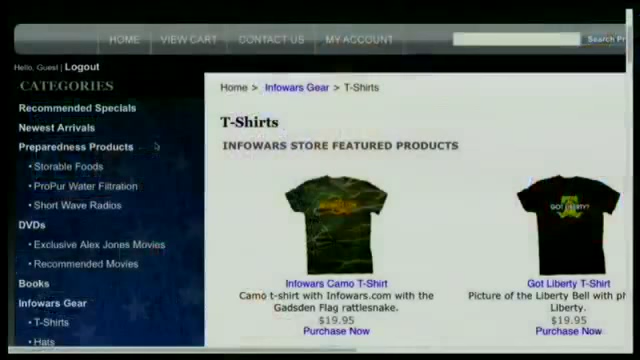 HOME
VIEW CART
CONTACT US
MY ACCOUNT
Search Pr
Hello, Guest | Logout
CATEGORIES
Recommended Specials
Newest Arrivals
Preparedness Products
• Storable Foods
• ProPur Water Filtration
• Short Wave Radios
DVDs
• Exclusive Alex Jones Movies
• Recommended Movies
Books
Infowars Gear
• T-Shirts
• Hats
Home > Infowars Gear > T-Shirts
T-Shirts
INFOWARS STORE FEATURED PRODUCTS
Infowars Camo T-Shirt
Camo t-shirt with Infowars.com with the
Gadsden Flag rattlesnake.
$19.95
Purchase Now
GOT LIBERTY?
Got Liberty T-Shirt
Picture of the Liberty Bell with ph
Liberty.
$19.95
Purchase Now